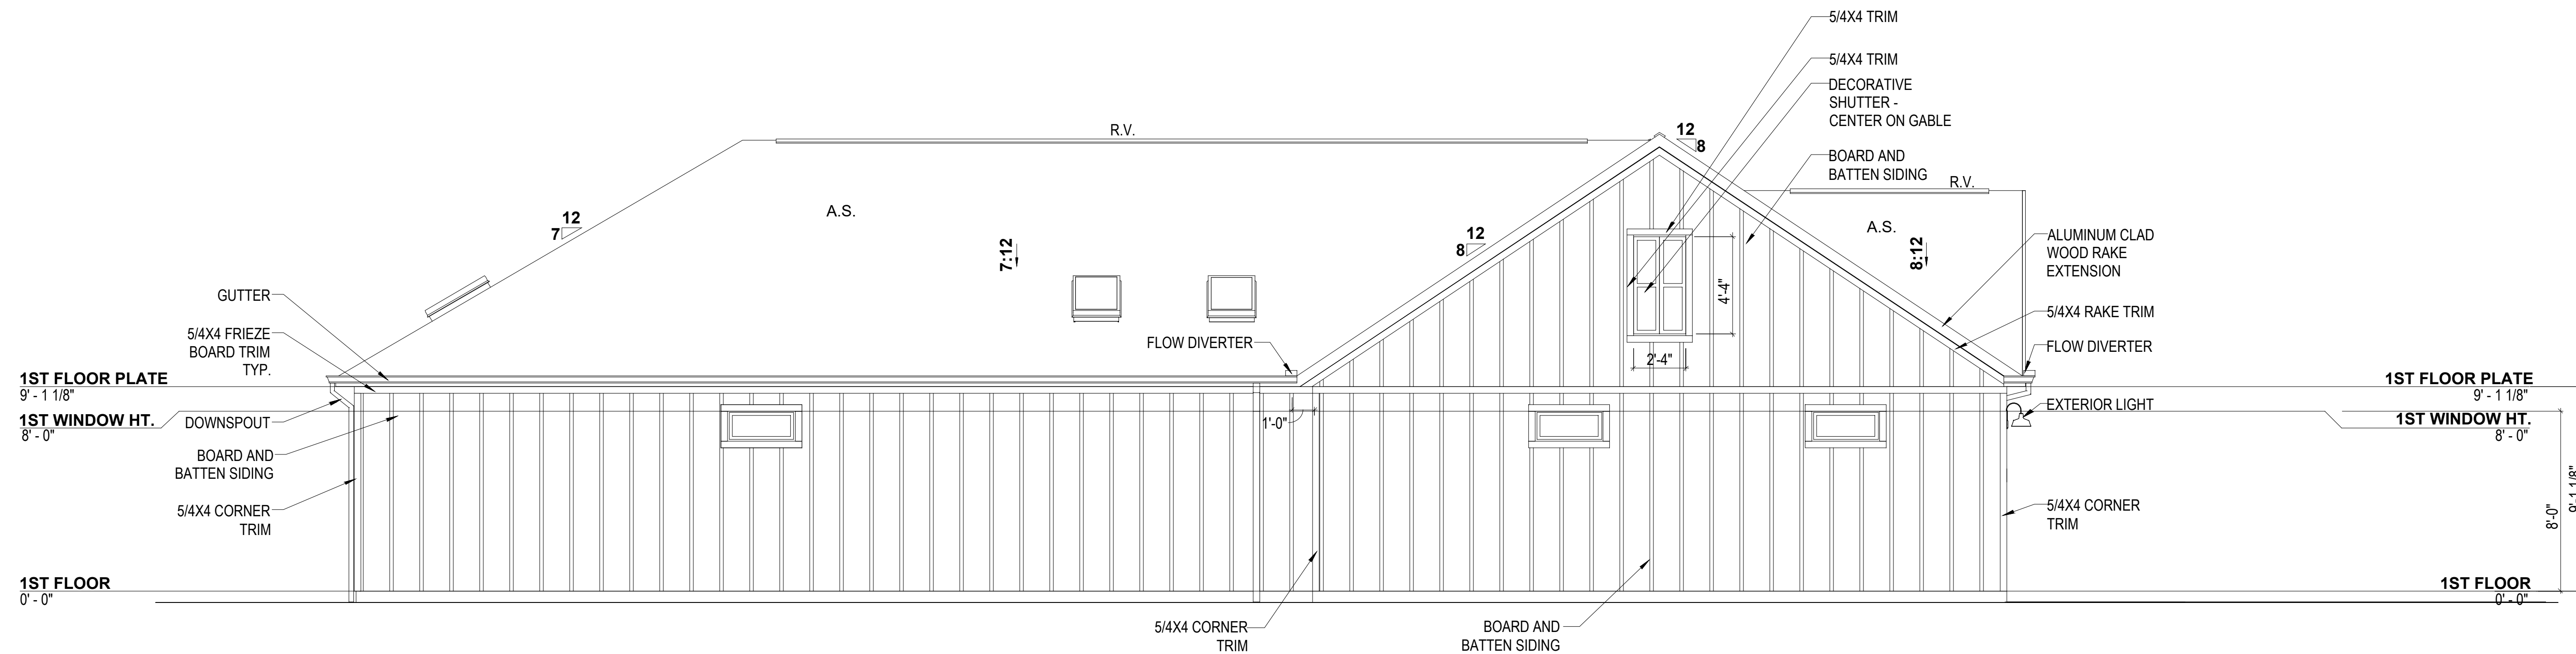 5/4X4 TRIM
5/4X4 TRIM
DECORATIVE
SHUTTER -
CENTER ON GABLE
R.V.
12
8
BOARD AND
BATTEN SIDING
R.V.
A.S.
12
7
7:12
12
8
A.S.
8:12
ALUMINUM CLAD
WOOD RAKE
EXTENSION
GUTTER
4'-4"
5/4X4 RAKE TRIM
5/4X4 FRIEZE
BOARD TRIM
TYP.
FLOW DIVERTER
2'-4"
FLOW DIVERTER
1ST FLOOR PLATE
9' - 1 1/8"
1ST FLOOR PLATE
9' - 1 1/8"
1ST WINDOW HT.
8' - 0"
DOWNSPOUT
1'-0"
EXTERIOR LIGHT
1ST WINDOW HT.
8' - 0"
BOARD AND
BATTEN SIDING
5/4X4 CORNER
TRIM
5/4X4 CORNER
TRIM
8'-0"
9'-1 1/8"
1ST FLOOR
0' - 0"
1ST FLOOR
0' - 0"
5/4X4 CORNER
TRIM
BOARD AND
BATTEN SIDING